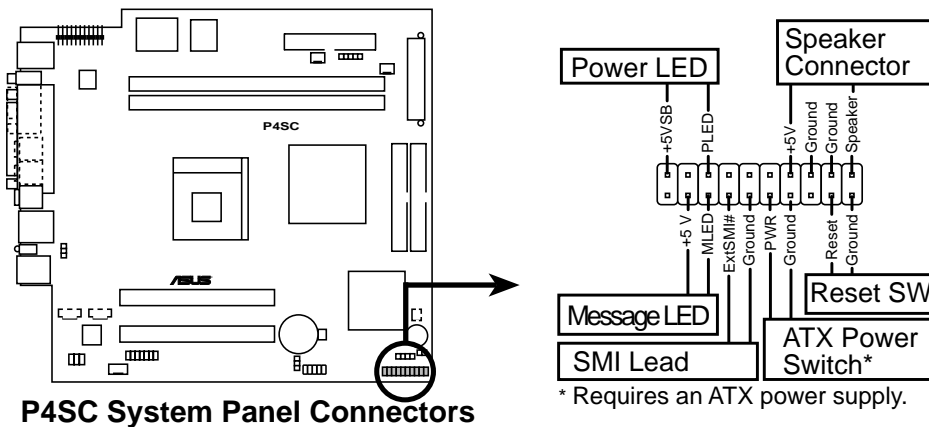 P4SC
ASUS
P4SC System Panel Connectors
Power LED
Speaker
Connector
+5VSB
PLED
+5V
Ground
Ground
Speaker
+5 V
MLED
ExtSMI#
Ground
PWR
Ground
Reset
Ground
Message LED
SMI Lead
Reset SW
ATX Power
Switch*
* Requires an ATX power supply.